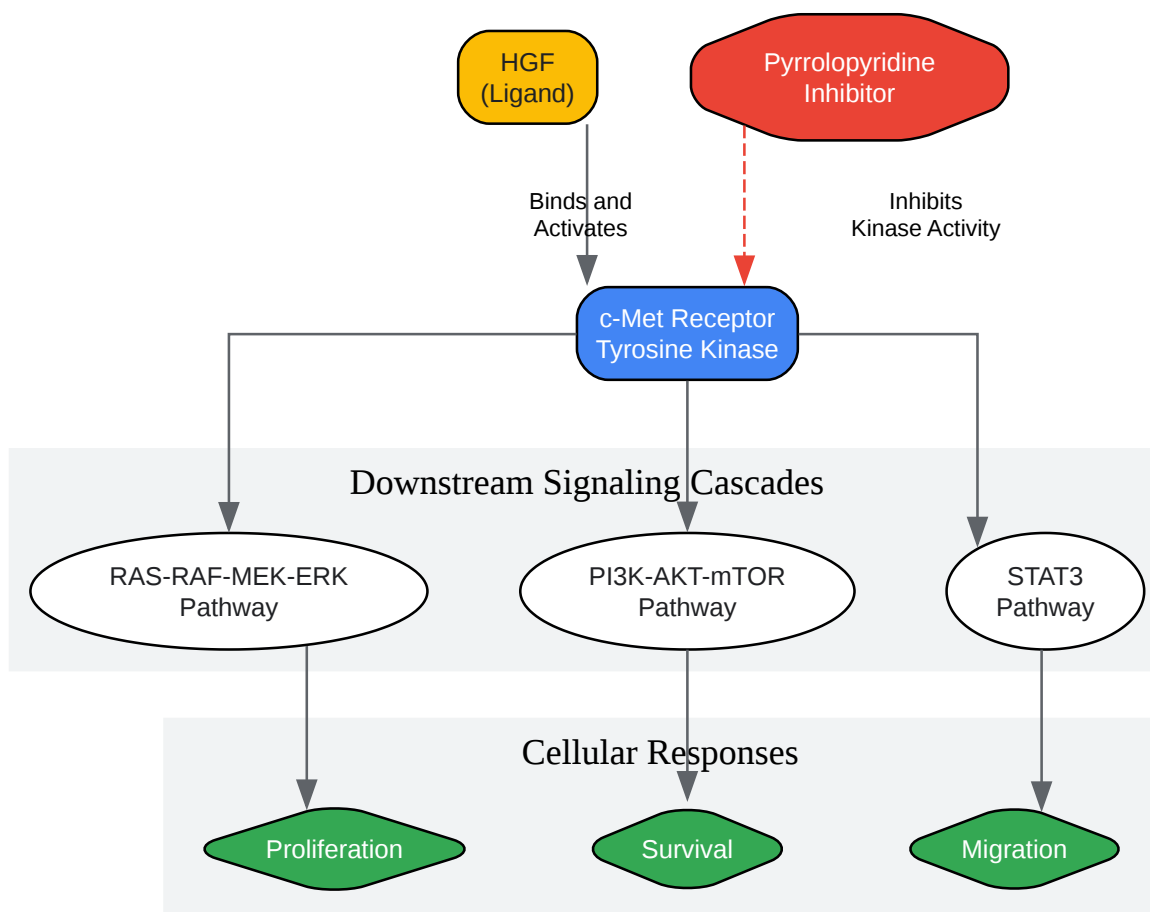 HGF
(Ligand)
Pyrrolopyridine
Inhibitor
Binds and
Activates
Inhibits
Kinase Activity
c-Met Receptor
Tyrosine Kinase
Downstream Signaling Cascades
RAS-RAF-MEK-ERK
Pathway
PI3K-AKT-mTOR
Pathway
STAT3
Pathway
Cellular Responses
Proliferation
Survival
Migration